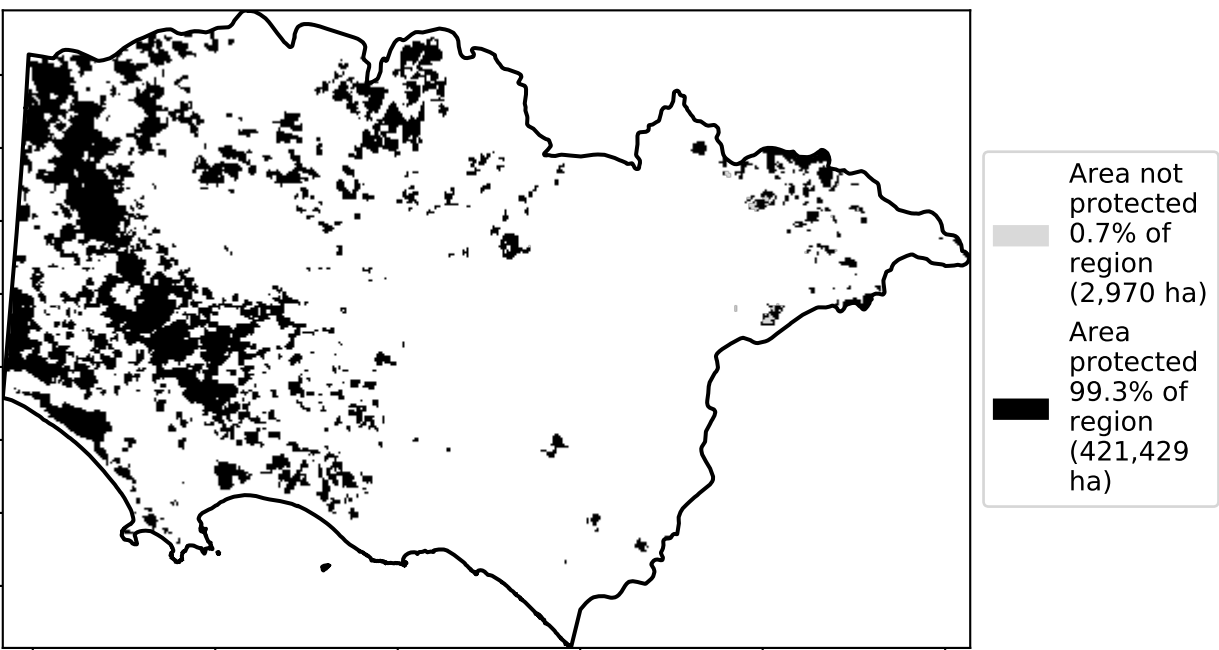 Area not
protected
0.7% of
region
(2,970 ha)
Area
protected
99.3% of
region
(421,429
ha)